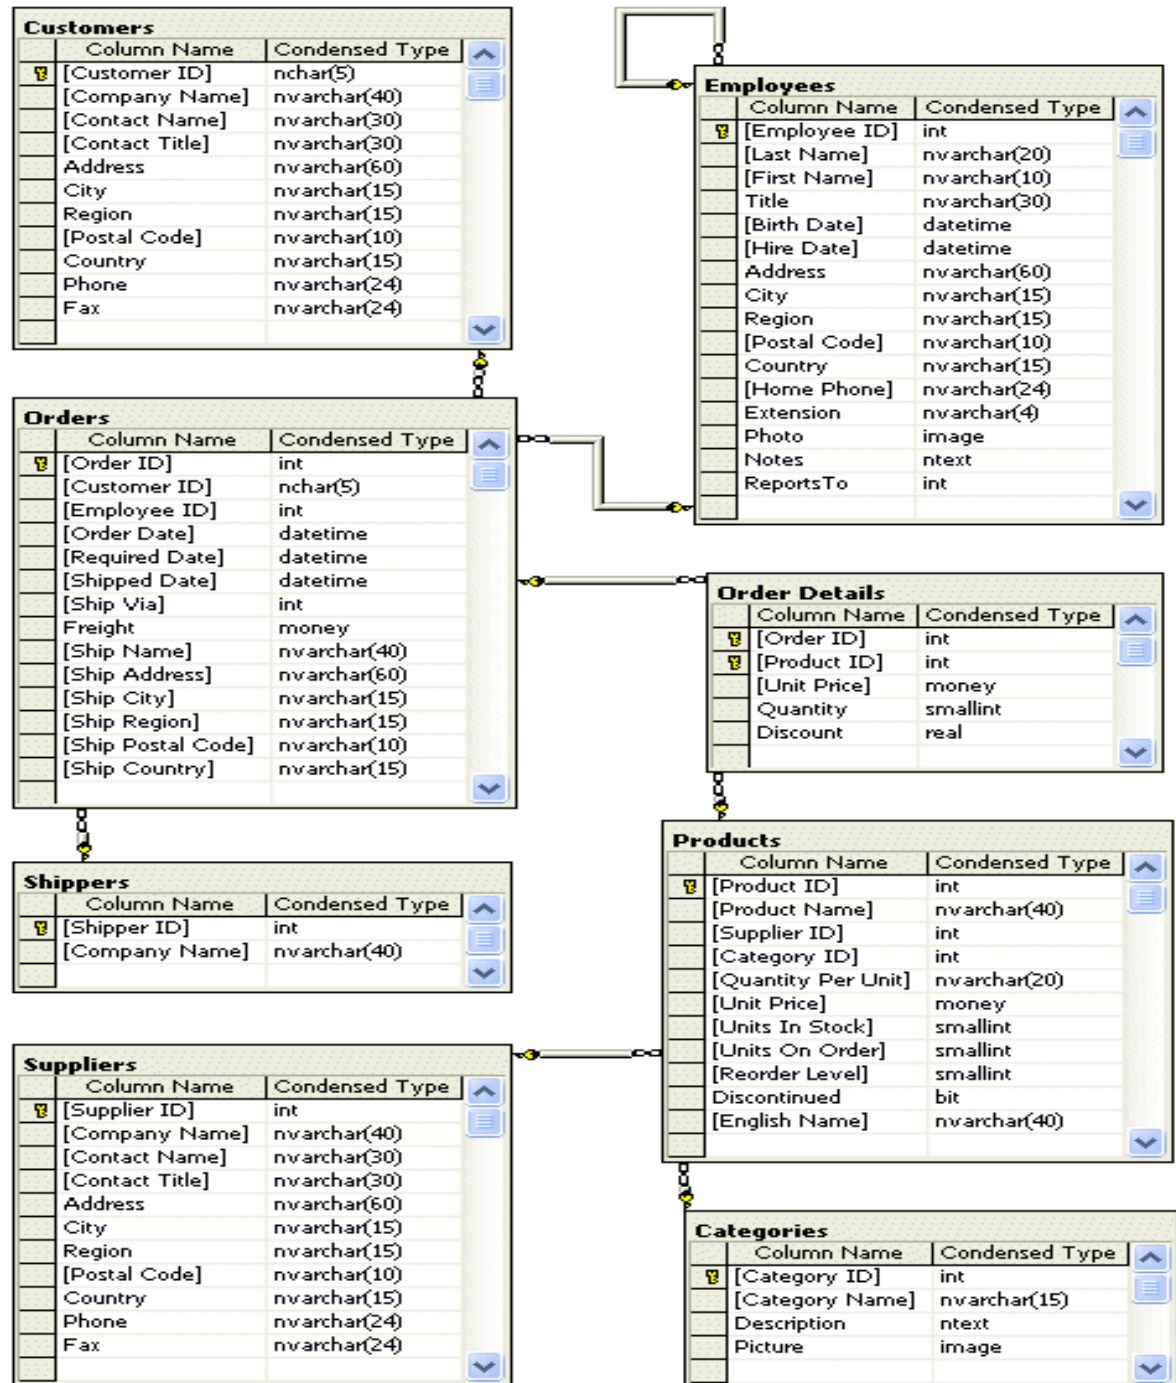 Customers
Column Name Condensed Type
[Customer ID] nchar(5)
[Company Name] nvarchar(40)
[Contact Name] nvarchar(30)
[Contact Title] nvarchar(30)
Address nvarchar(60)
City nvarchar(15)
Region nvarchar(15)
[Postal Code] nvarchar(10)
Country nvarchar(15)
Phone nvarchar(24)
Fax nvarchar(24)
Employees
Column Name Condensed Type
[Employee ID] int
[Last Name] nvarchar(20)
[First Name] nvarchar(10)
Title nvarchar(30)
[Birth Date] datetime
[Hire Date] datetime
Address nvarchar(60)
City nvarchar(15)
Region nvarchar(15)
[Postal Code] nvarchar(10)
Country nvarchar(15)
[Home Phone] nvarchar(24)
Extension nvarchar(4)
Photo image
Notes ntext
ReportsTo int
Orders
Column Name Condensed Type
[Order ID] int
[Customer ID] nchar(5)
[Employee ID] int
[Order Date] datetime
[Required Date] datetime
[Shipped Date] datetime
[Ship Via] int
Freight money
[Ship Name] nvarchar(40)
[Ship Address] nvarchar(60)
[Ship City] nvarchar(15)
[Ship Region] nvarchar(15)
[Ship Postal Code] nvarchar(10)
[Ship Country] nvarchar(15)
Order Details
Column Name Condensed Type
[Order ID] int
[Product ID] int
[Unit Price] money
Quantity smallint
Discount real
Shippers
Column Name Condensed Type
[Shipper ID] int
[Company Name] nvarchar(40)
Products
Column Name Condensed Type
[Product ID] int
[Product Name] nvarchar(40)
[Supplier ID] int
[Category ID] int
[Quantity Per Unit] nvarchar(20)
[Unit Price] money
[Units In Stock] smallint
[Units On Order] smallint
[Reorder Level] smallint
Discontinued bit
[English Name] nvarchar(40)
Suppliers
Column Name Condensed Type
[Supplier ID] int
[Company Name] nvarchar(40)
[Contact Name] nvarchar(30)
[Contact Title] nvarchar(30)
Address nvarchar(60)
City nvarchar(15)
Region nvarchar(15)
[Postal Code] nvarchar(10)
Country nvarchar(15)
Phone nvarchar(24)
Fax nvarchar(24)
Categories
Column Name Condensed Type
[Category ID] int
[Category Name] nvarchar(15)
Description ntext
Picture image